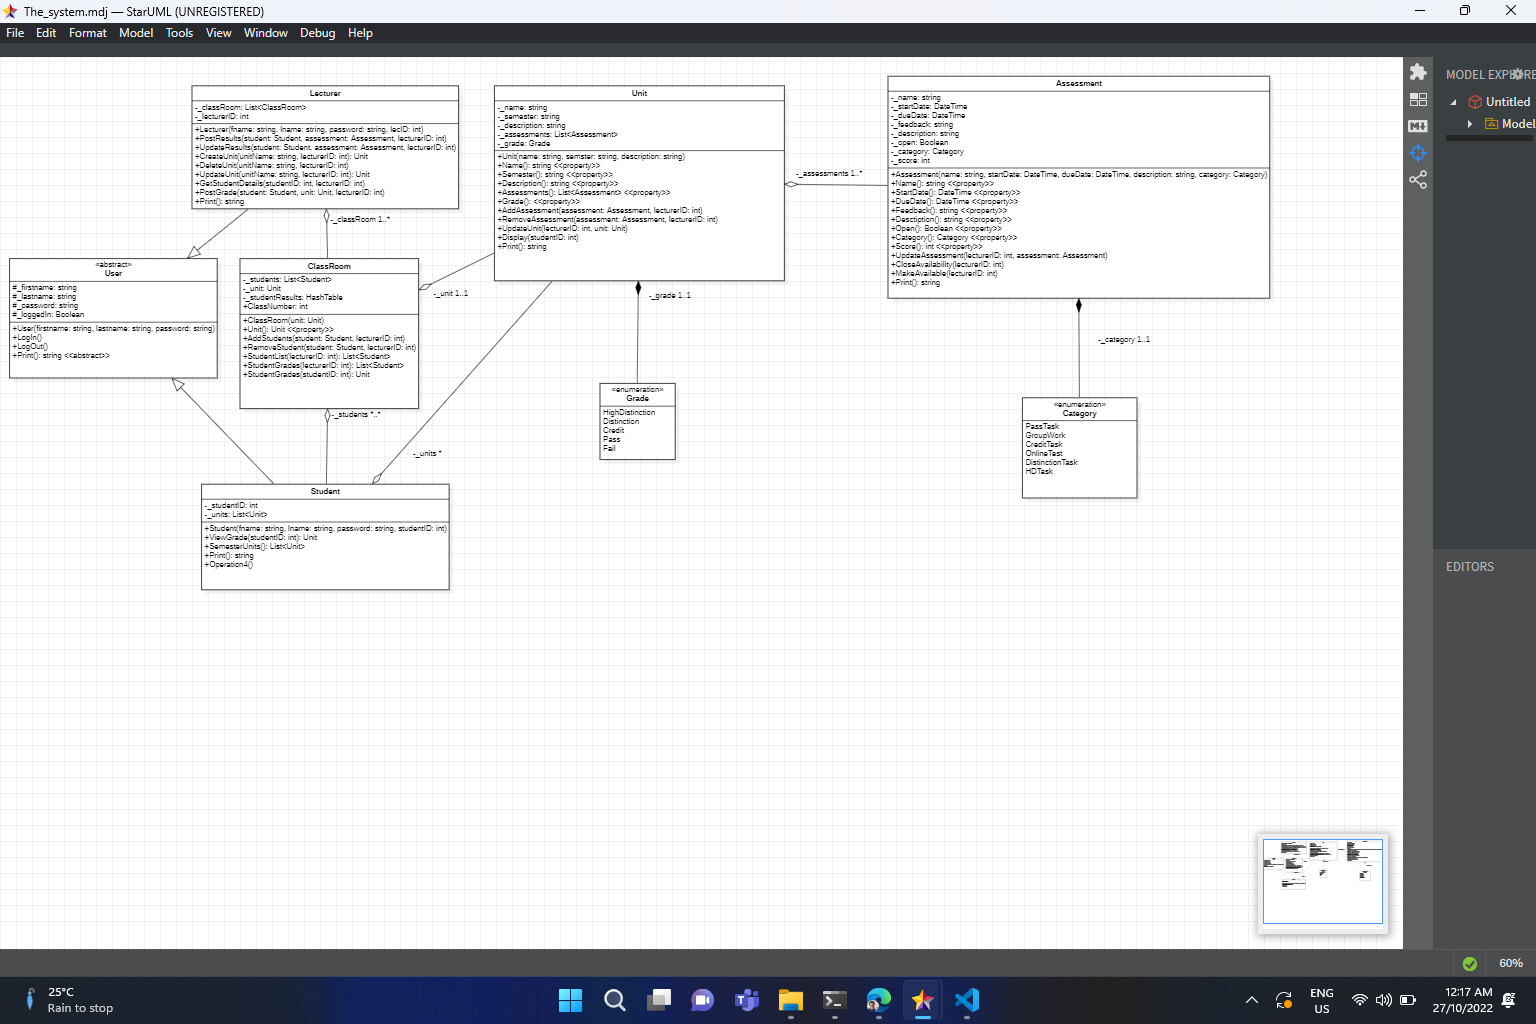 The_system.mdj — StarUML (UNREGISTERED)
File Edit Format Model Tools View Window Debug Help
Lecturer
-_classRoom: List<ClassRoom>
-_lecturerID: int
+Lecturer(fname: string, lname: string, password: string, lecID: int)
+PostResults(student: Student, assessment: Assessment, lecturerID: int)
+UpdateResults(student: Student, assessment: Assessment, lecturerID: int)
+CreateUnit(unitName: string, lecturerID: int): Unit
+DeleteUnit(unitName: string, lecturerID: int)
+UpdateUnit(unitName: string, lecturerID: int): Unit
+GetStudentDetails(studentID: int, lecturerID: int)
+PostGrade(student: Student, unit: Unit, lecturerID: int)
+Print(): string
Unit
-_name: string
-_semester: string
-_description: string
-_assessments: List<Assessment>
-_grade: Grade
+Unit(name: string, semster: string, description: string)
+Name(): string <<property>>
+Semester(): string <<property>>
+Description(): string <<property>>
+Assessments(): List<Assessment> <<property>>
+Grade(): <<property>>
+AddAssessment(assessment: Assessment, lecturerID: int)
+RemoveAssessment(assessment: Assessment, lecturerID: int)
+UpdateUnit(lecturerID: int, unit: Unit)
+Display(studentID: int)
+Print(): string
Assessment
-_name: string
-_startDate: DateTime
-_dueDate: DateTime
-_feedback: string
-_description: string
-_open: Boolean
-_category: Category
-_score: int
+Assessment(name: string, startDate: DateTime, dueDate: DateTime, description: string, category: Category)
+Name(): string <<property>>
+StartDate(): DateTime <<property>>
+DueDate(): DateTime <<property>>
+Feedback(): string <<property>>
+Desctiption(): string <<property>>
+Open(): Boolean <<property>>
+Category(): Category <<property>>
+Score(): int <<property>>
+UpdateAssessment(lecturerID: int, assessment: Assessment)
+CloseAvailability(lecturerID: int)
+MakeAvailable(lecturerID: int)
+Print(): string
-_assessments 1..*
-_classRoom 1..*
«abstract»
User
#_firstname: string
#_lastname: string
#_password: string
#_loggedIn: Boolean
+User(firstname: string, lastname: string, password: string)
+LogIn()
+LogOut()
+Print(): string <<abstract>>
ClassRoom
-_students: List<Student>
-_unit: Unit
-_studentResults: HashTable
+ClassNumber: int
+ClassRoom(unit: Unit)
+Unit(): Unit <<property>>
+AddStudents(student: Student, lecturerID: int)
+RemoveStudent(student: Student, lecturerID: int)
+StudentList(lecturerID: int): List<Student>
+StudentGrades(lecturerID: int): List<Student>
+StudentGrades(studentID: int): Unit
-_unit 1..1
-_grade 1..1
-_category 1..1
«enumeration»
Grade
HighDistinction
Distinction
Credit
Pass
Fail
«enumeration»
Category
PassTask
GroupWork
CreditTask
OnlineTest
DistinctionTask
HDTask
-_students *..*
-_units *
Student
-_studentID: int
-_units: List<Unit>
+Student(fname: string, lname: string, password: string, studentID: int)
+ViewGrade(studentID: int): Unit
+SemesterUnits(): List<Unit>
+Print(): string
+Operation4()
MODEL EXPLORE
Untitled
Model
EDITORS
60%
25°C
Rain to stop
ENG
US
12:17 AM
27/10/2022